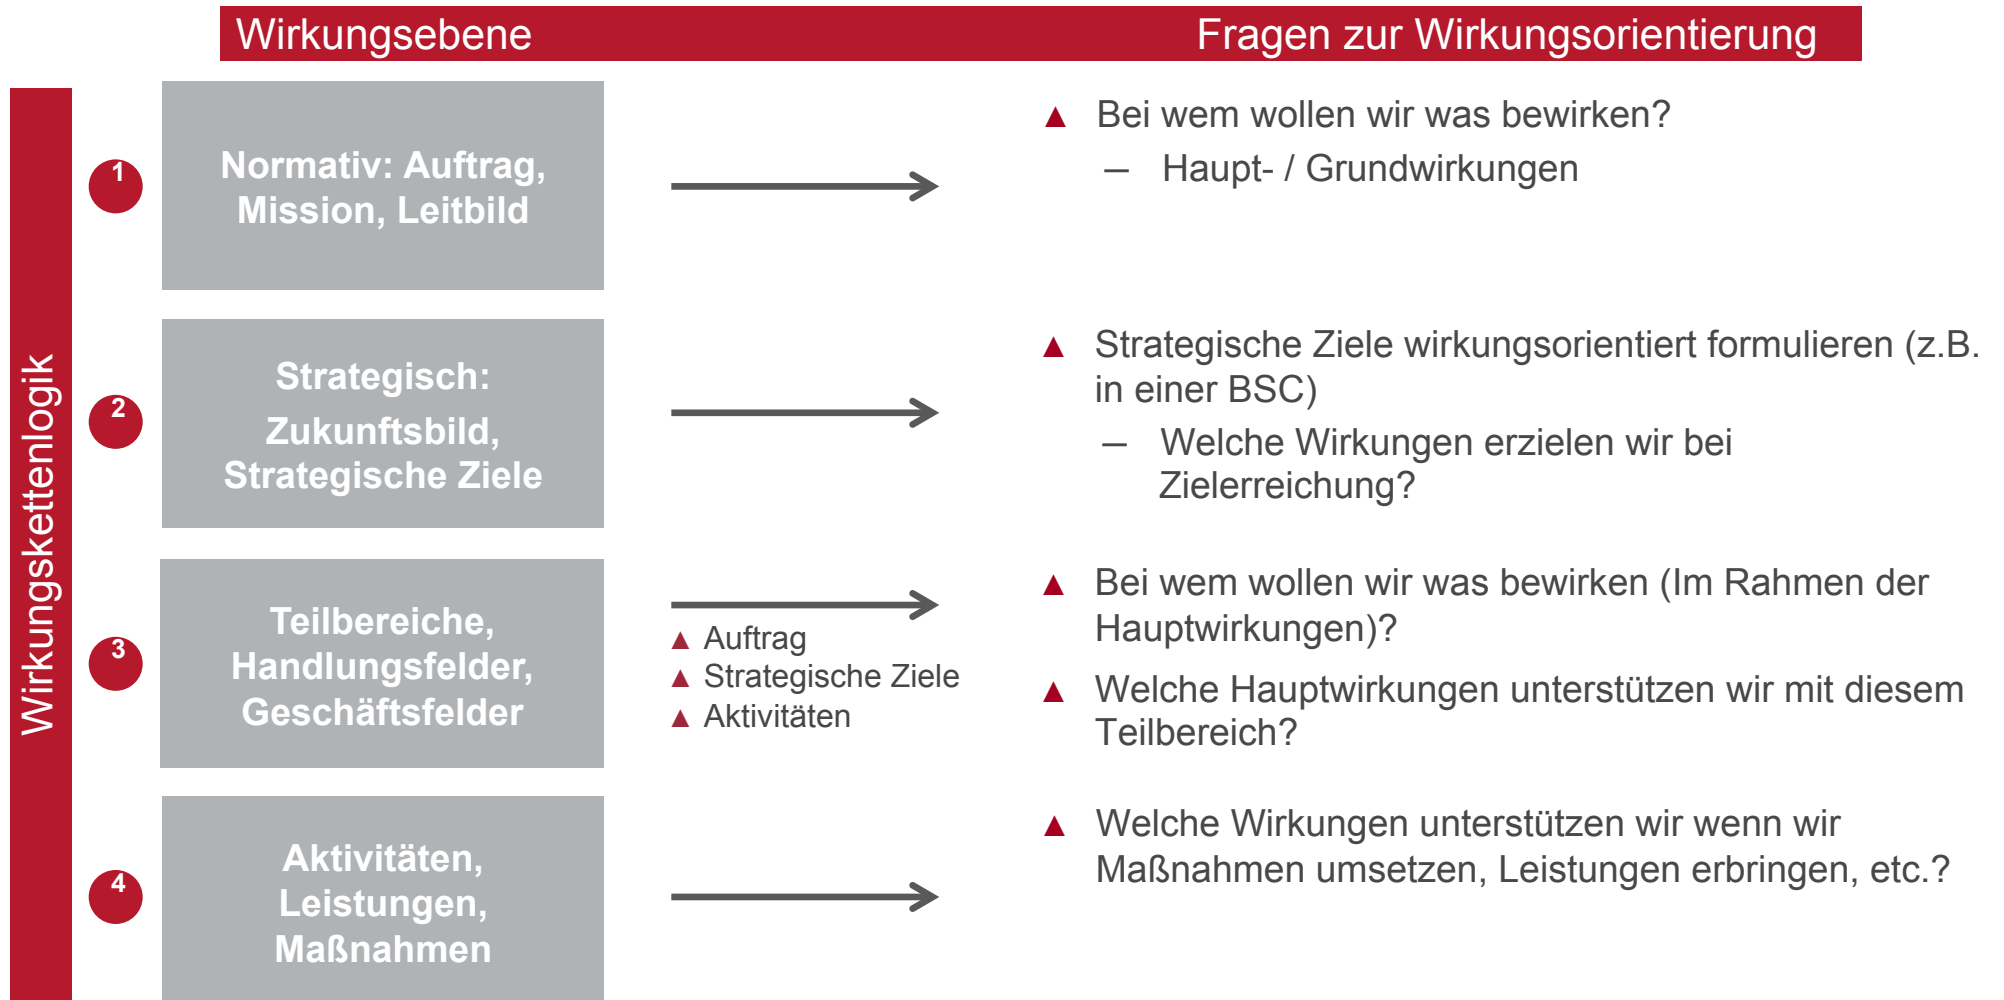 Wirkungsebene
Fragen zur Wirkungsorientierung
Wirkungskettenlogik
1
Normativ: Auftrag,
Mission, Leitbild
▲ Bei wem wollen wir was bewirken?
– Haupt- / Grundwirkungen
2
Strategisch:
Zukunftsbild,
Strategische Ziele
▲ Strategische Ziele wirkungsorientiert formulieren (z.B.
in einer BSC)
– Welche Wirkungen erzielen wir bei
Zielerreichung?
3
Teilbereiche,
Handlungsfelder,
Geschäftsfelder
▲ Auftrag
▲ Strategische Ziele
▲ Aktivitäten
▲ Bei wem wollen wir was bewirken (Im Rahmen der
Hauptwirkungen)?
▲ Welche Hauptwirkungen unterstützen wir mit diesem
Teilbereich?
4
Aktivitäten,
Leistungen,
Maßnahmen
▲ Welche Wirkungen unterstützen wir wenn wir
Maßnahmen umsetzen, Leistungen erbringen, etc.?